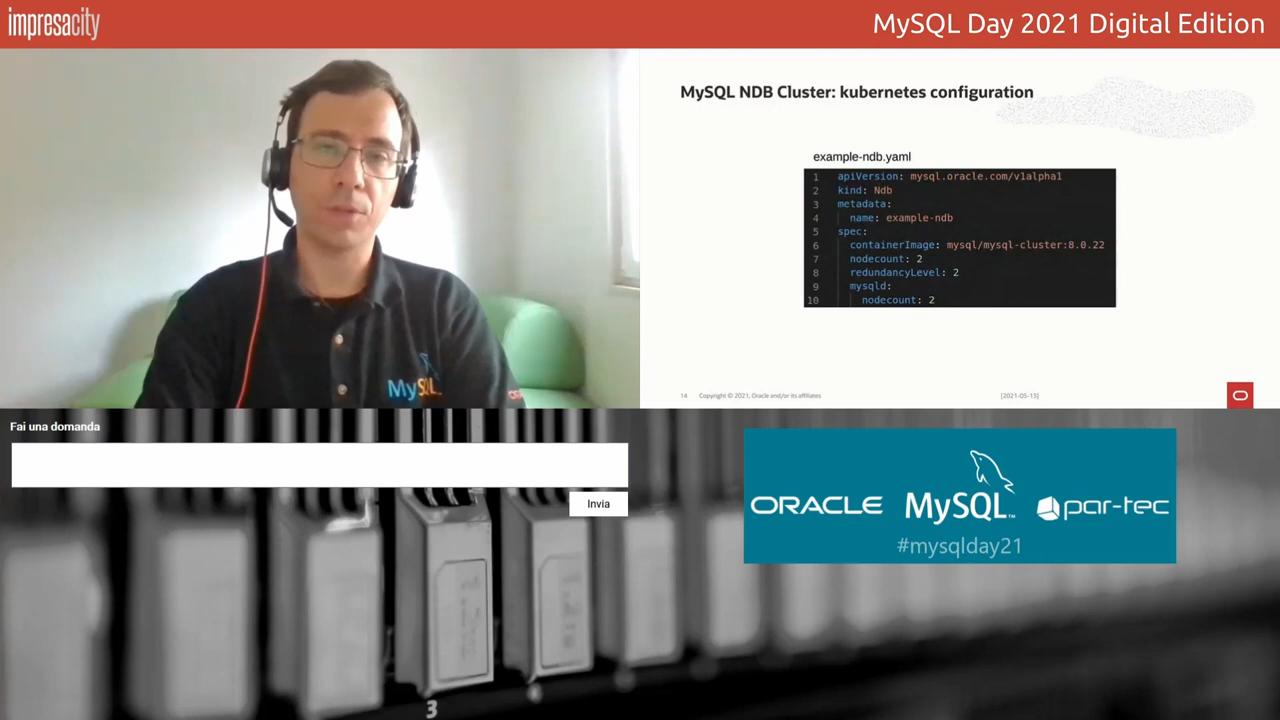 impresacity
MySQL Day 2021 Digital Edition
MySQL NDB Cluster: kubernetes configuration
example-ndb.yaml
1 apiVersion: mysql.oracle.com/v1alpha1
2 kind: Ndb
3 metadata:
4 name: example-ndb
5 spec:
6 containerImage: mysql/mysql-cluster:8.0.22
7 nodecount: 2
8 redundancyLevel: 2
9 mysqld:
10 nodecount: 2
MySQL
14 Copyright © 2021, Oracle and/or its affiliates [2021-05-13]
Fai una domanda
Invia
ORACLE MySQL™ par-tec
#mysqlday21
3
4